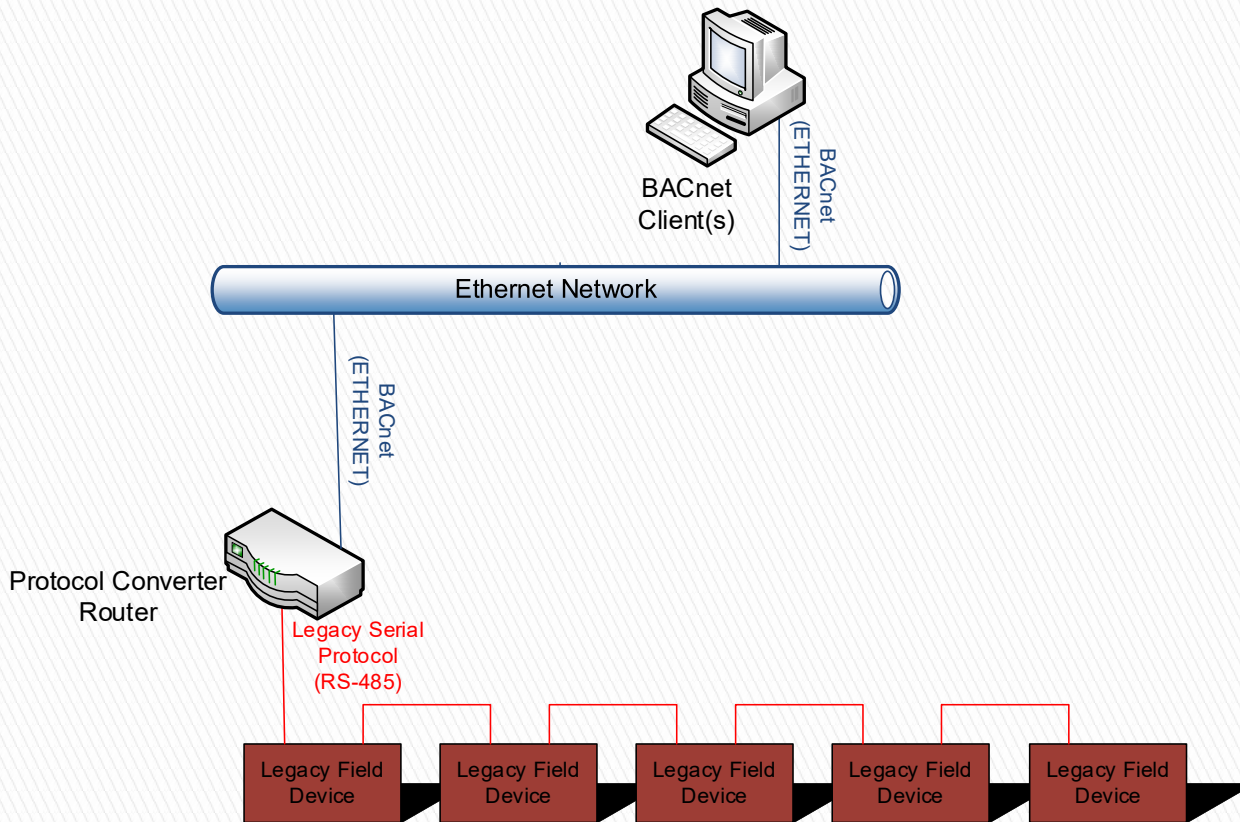 BACnet
(ETHERNET)
BACnet
Client(s)
Ethernet Network
BACnet
(ETHERNET)
Protocol Converter
Router
Legacy Serial
Protocol
(RS-485)
Legacy Field
Device
Legacy Field
Device
Legacy Field
Device
Legacy Field
Device
Legacy Field
Device